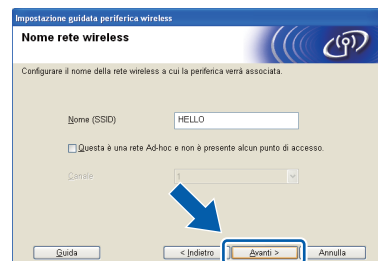 Impostazione guidata periferica wireless
Nome rete wireless
Configurare il nome della rete wireless a cui la periferica verrà associata.
Nome (SSID)
HELLO
Questa è una rete Ad-hoc e non è presente alcun punto di accesso.
Canale
1
Guida
< Indietro
Avanti >
Annulla